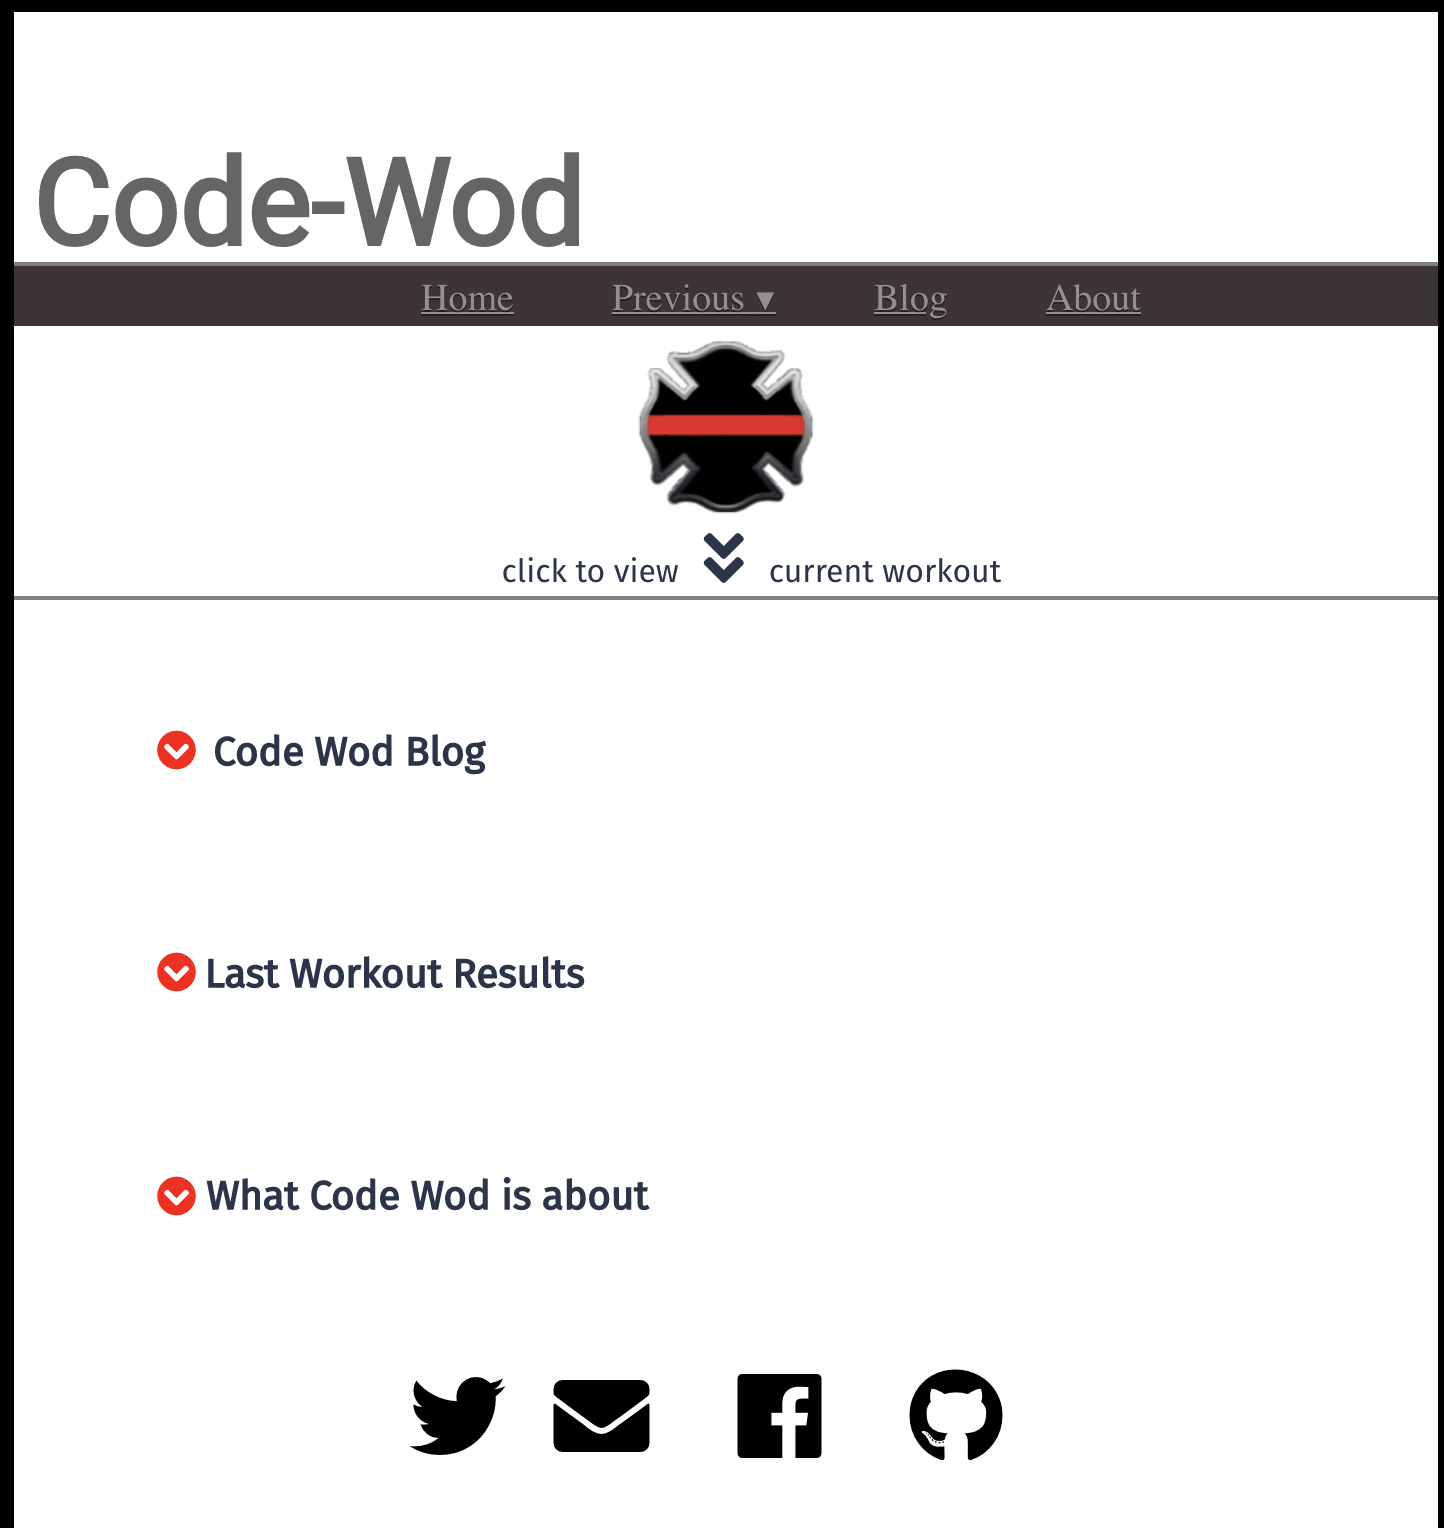 Code-Wod
Home Previous ▾ Blog About
click to view current workout
Code Wod Blog
Last Workout Results
What Code Wod is about